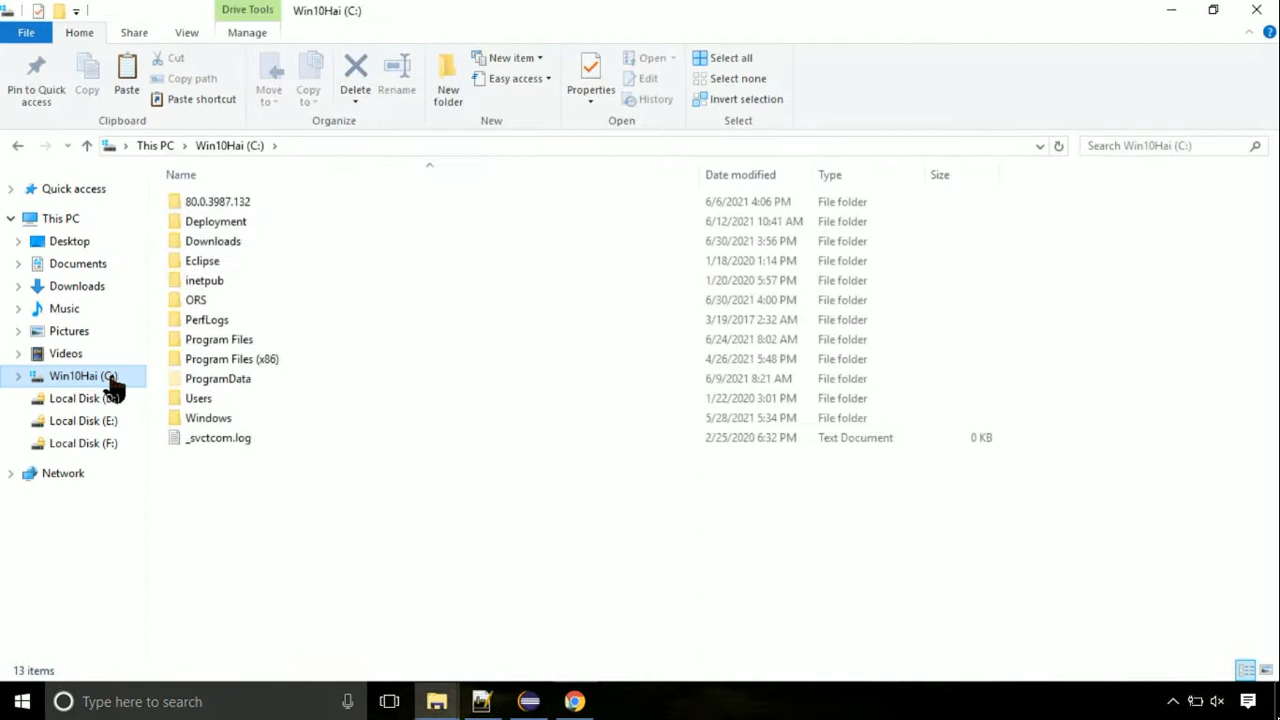 Drive Tools Win10Hai (C:)
File Home Share View Manage
Pin to Quick access
Copy
Paste
Cut
Copy path
Paste shortcut
Clipboard
Move to
Copy to
Delete
Rename
Organize
New folder
New item
Easy access
New
Properties
Open
Edit
History
Open
Select all
Select none
Invert selection
Select
This PC Win10Hai (C:)
Search Win10Hai (C:)
Quick access
This PC
Desktop
Documents
Downloads
Music
Pictures
Videos
Win10Hai (C:)
Local Disk
Local Disk (E:)
Local Disk (F:)
Network
Name Date modified Type Size
80.0.3987.132 6/6/2021 4:06 PM File folder
Deployment 6/12/2021 10:41 AM File folder
Downloads 6/30/2021 3:56 PM File folder
Eclipse 1/18/2020 1:14 PM File folder
inetpub 1/20/2020 5:57 PM File folder
ORS 6/30/2021 4:00 PM File folder
PerfLogs 3/19/2017 2:32 AM File folder
Program Files 6/24/2021 8:02 AM File folder
Program Files (x86) 4/26/2021 5:48 PM File folder
ProgramData 6/9/2021 8:21 AM File folder
Users 1/22/2020 3:01 PM File folder
Windows 5/28/2021 5:34 PM File folder
_svctcom.log 2/25/2020 6:32 PM Text Document 0 KB
13 items
Type here to search